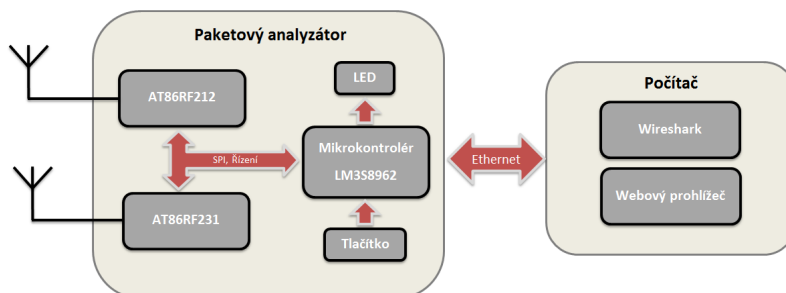 Paketový analyzátor
AT86RF212
SPI, Řízení
AT86RF231
LED
Mikrokontrolér
LM3S8962
Tlačítko
Ethernet
Počítač
Wireshark
Webový prohlížeč